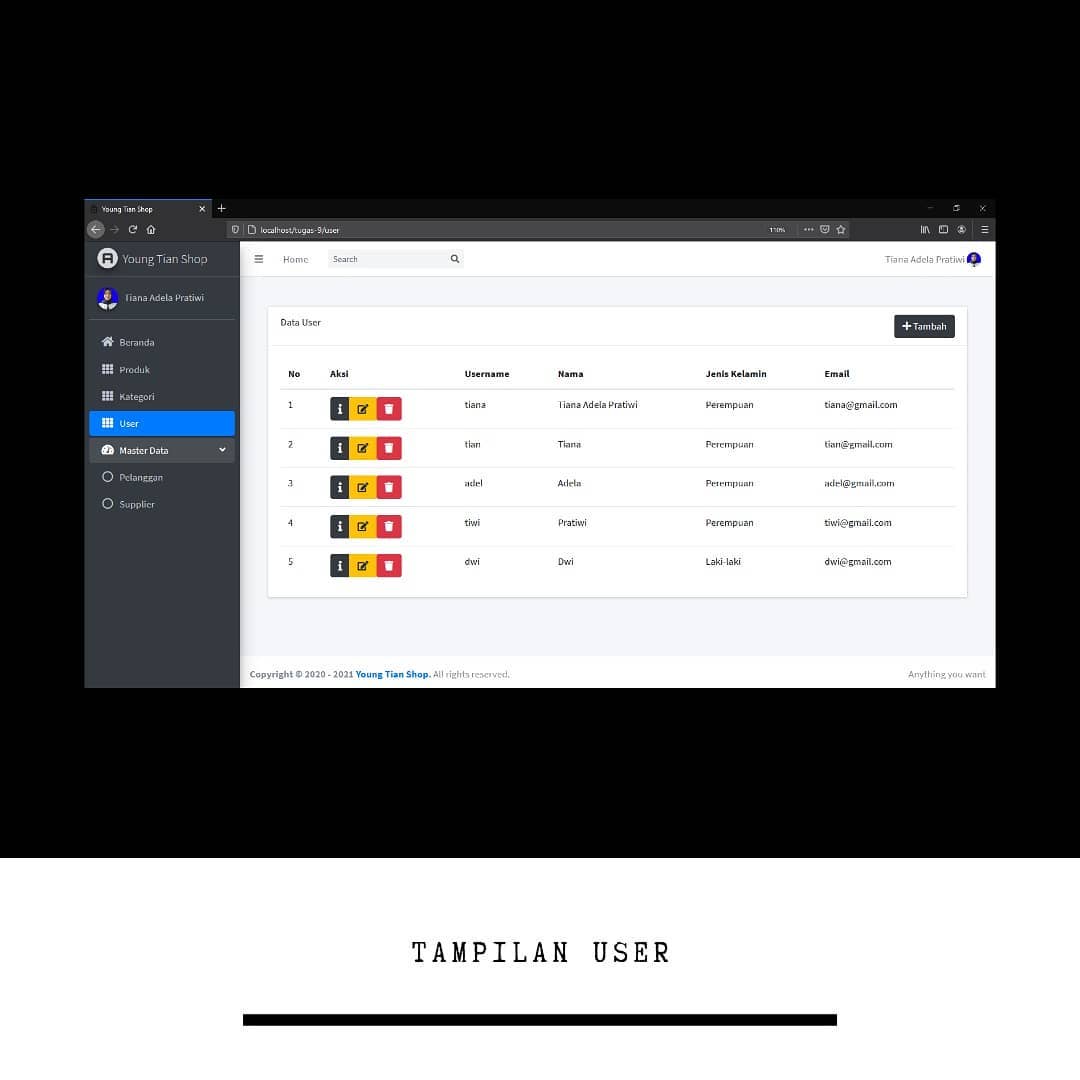 Young Tian Shop
localhost/tugas-9/user
110%
Young Tian Shop
Home
Search
Tiana Adela Pratiwi
Tiana Adela Pratiwi
Beranda
Produk
Kategori
User
Master Data
Pelanggan
Supplier
Data User
Tambah
No Aksi Username Nama Jenis Kelamin Email
1 tiana Tiana Adela Pratiwi Perempuan tiana@gmail.com
2 tian Tiana Perempuan tian@gmail.com
3 adel Adela Perempuan adel@gmail.com
4 tiwi Pratiwi Perempuan tiwi@gmail.com
5 dwi Dwi Laki-laki dwi@gmail.com
Copyright © 2020 - 2021 Young Tian Shop. All rights reserved.
Anything you want
TAMPILAN USER